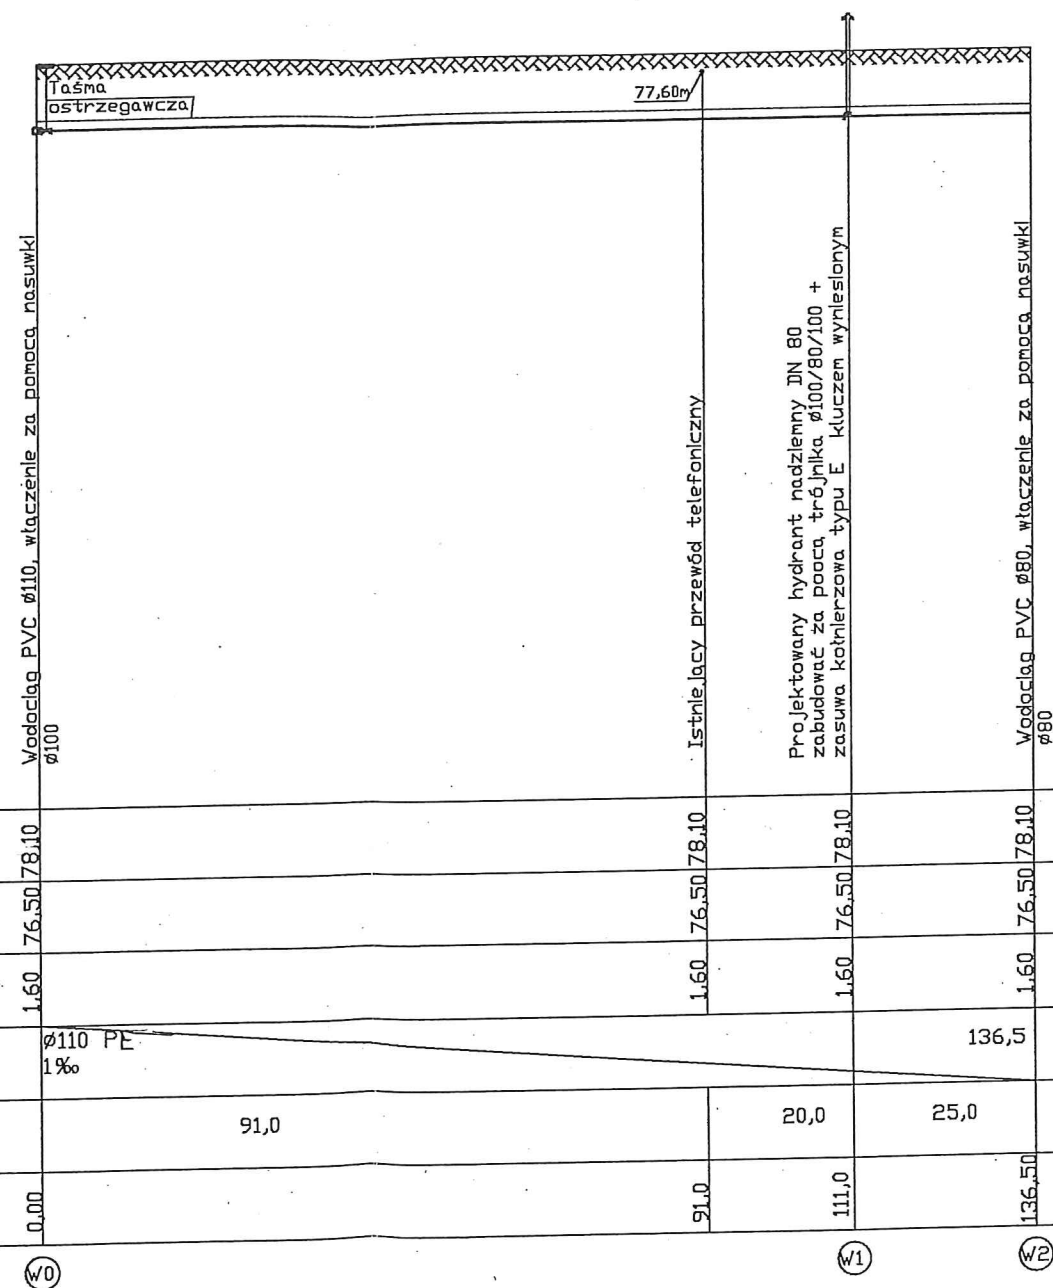 Taśma
ostrzegawcza
77,60m
Wodociąg PVC ø110, włączenie za pomocą nasuwki
ø100
Istniejący przewód telefoniczny
Projektowany hydrant nadziemny DN 80
zabudować za poocą trójnika ø100/80/100 +
zasuwa kołnierzowa typu E kluczem wyniesionym
Wodociąg PVC ø80, włączenie za pomocą nasuwki
ø80
78,10 78,10 78,10 78,10
76,50 76,50 76,50 76,50
1,60 1,60 1,60 1,60
ø110 PE 136,5
1‰
91,0 20,0 25,0
0,00 91,0 111,0 136,50
W0 W1 W2